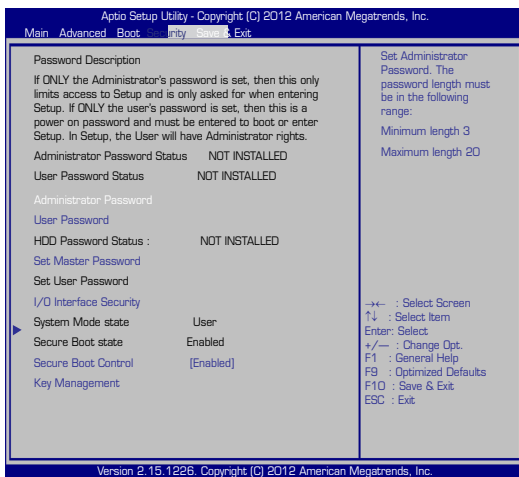 Aptio Setup Utility - Copyright (C) 2012 American Megatrends, Inc.
Main Advanced Boot Security Save & Exit
Password Description
If ONLY the Administrator's password is set, then this only
limits access to Setup and is only asked for when entering
Setup. If ONLY the user's password is set, then this is a
power on password and must be entered to boot or enter
Setup. In Setup, the User will have Administrator rights.
Administrator Password Status NOT INSTALLED
User Password Status NOT INSTALLED
Administrator Password
User Password
HDD Password Status : NOT INSTALLED
Set Master Password
Set User Password
I/O Interface Security
System Mode state User
Secure Boot state Enabled
Secure Boot Control [Enabled]
Key Management
Set Administrator
Password. The
password length must
be in the following
range:
Minimum length 3
Maximum length 20
→← : Select Screen
↑↓ : Select Item
Enter: Select
+/— : Change Opt.
F1 : General Help
F9 : Optimized Defaults
F10 : Save & Exit
ESC : Exit
Version 2.15.1226. Copyright (C) 2012 American Megatrends, Inc.